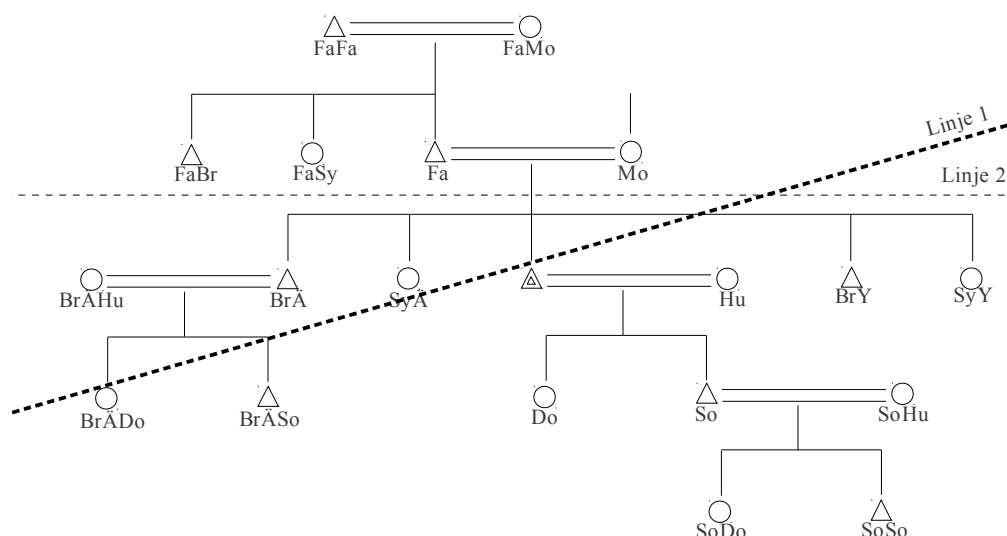 FaFa FaMo
Linje 1
FaBr FaSy Fa Mo
Linje 2
BrÄHu BrÄ SyÄ Hu BrY SyY
BrÄDo BrÄSo Do So SoHu
SoDo SoSo